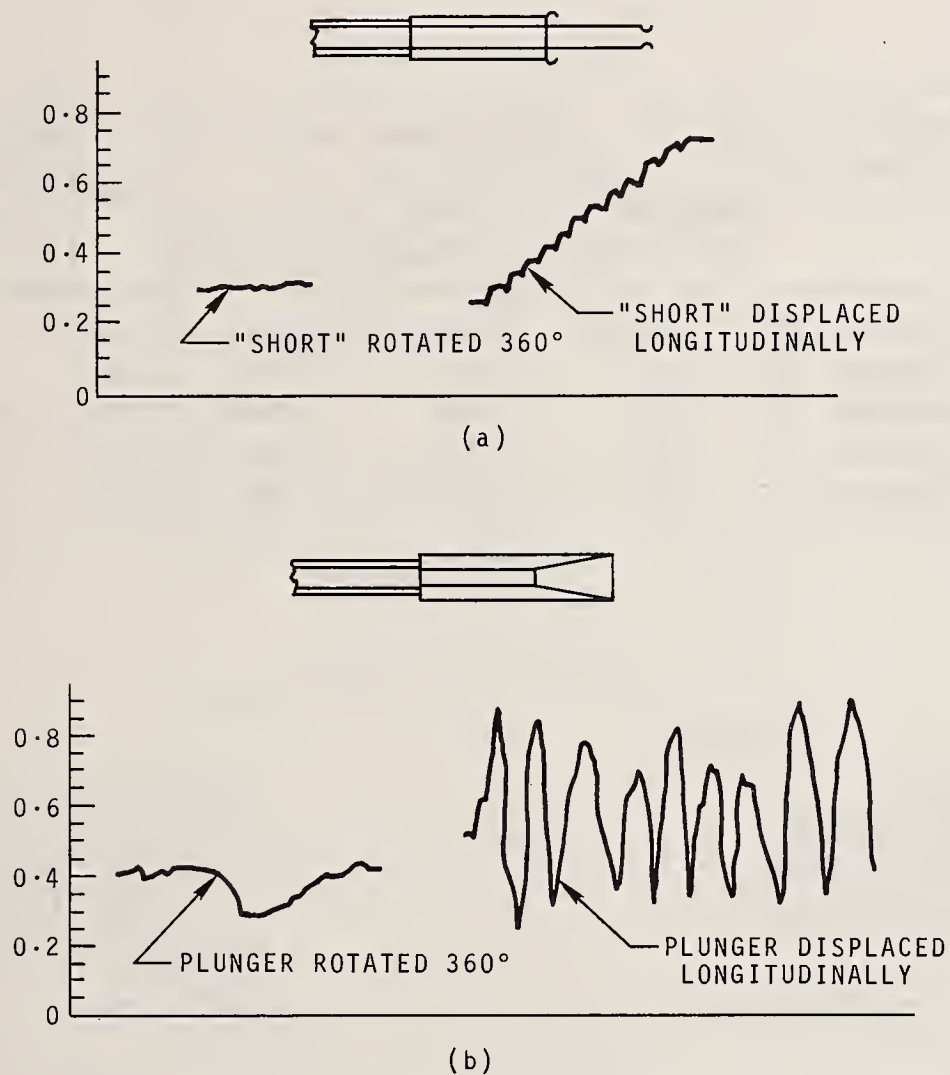 0·8
0·6
0·4
0·2
0
"SHORT" ROTATED 360°
"SHORT" DISPLACED
LONGITUDINALLY
(a)
0·8
0·6
0·4
0·2
0
PLUNGER ROTATED 360°
PLUNGER DISPLACED
LONGITUDINALLY
(b)